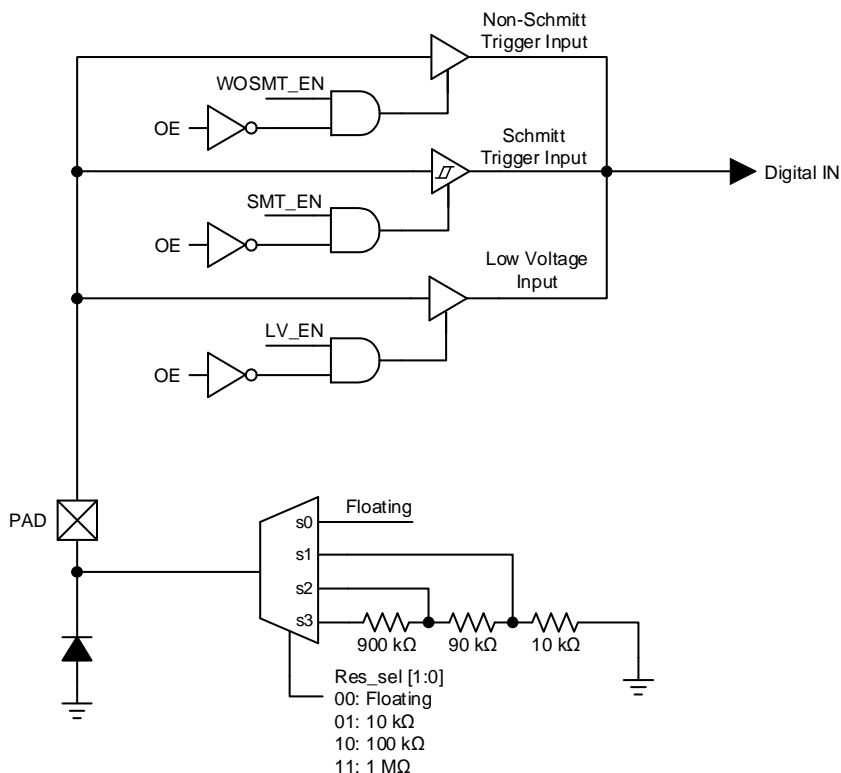 Non-Schmitt
Trigger Input
WOSMT_EN
OE
Schmitt
Trigger Input
Digital IN
SMT_EN
OE
Low Voltage
Input
LV_EN
OE
PAD
Floating
s0
s1
s2
s3
900 kΩ
90 kΩ
10 kΩ
Res_sel [1:0]
00: Floating
01: 10 kΩ
10: 100 kΩ
11: 1 MΩ